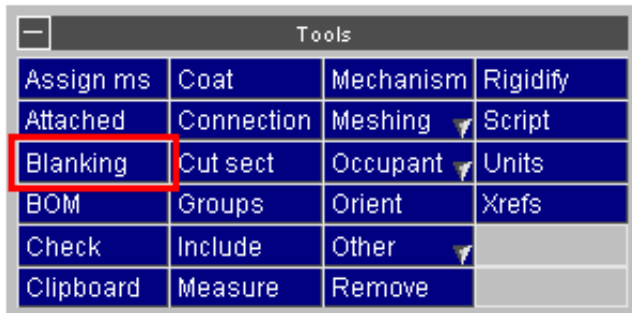 Tools
Assign ms Coat Mechanism Rigidify
Attached Connection Meshing Script
Blanking Cut sect Occupant Units
BOM Groups Orient Xrefs
Check Include Other
Clipboard Measure Remove